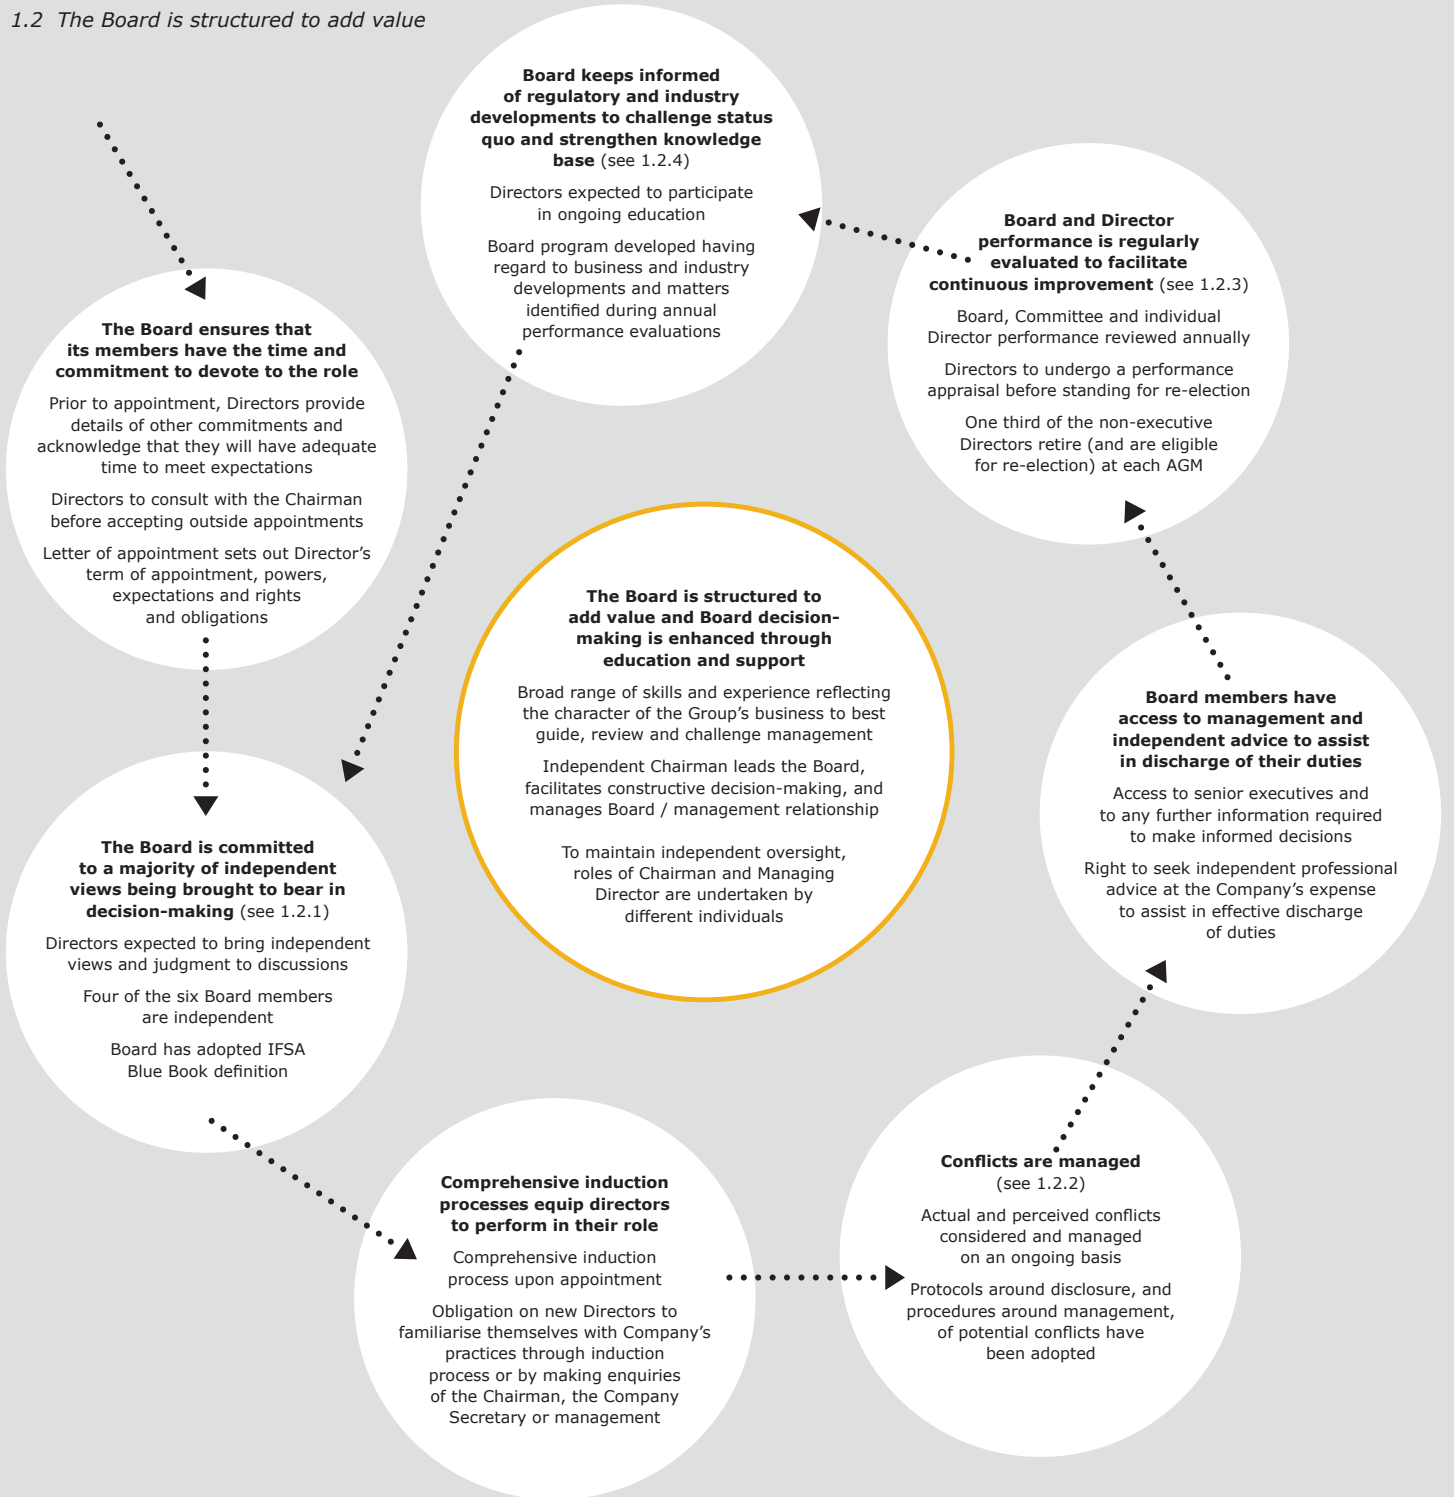 1.2 The Board is structured to add value
Board keeps informed
of regulatory and industry
developments to challenge status
quo and strengthen knowledge
base (see 1.2.4)
Directors expected to participate
in ongoing education
Board program developed having
regard to business and industry
developments and matters
identified during annual
performance evaluations
Board and Director
performance is regularly
evaluated to facilitate
continuous improvement (see 1.2.3)
Board, Committee and individual
Director performance reviewed annually
Directors to undergo a performance
appraisal before standing for re-election
One third of the non-executive
Directors retire (and are eligible
for re-election) at each AGM
The Board ensures that
its members have the time and
commitment to devote to the role
Prior to appointment, Directors provide
details of other commitments and
acknowledge that they will have adequate
time to meet expectations
Directors to consult with the Chairman
before accepting outside appointments
Letter of appointment sets out Director’s
term of appointment, powers,
expectations and rights
and obligations
The Board is structured to
add value and Board decision-
making is enhanced through
education and support
Broad range of skills and experience reflecting
the character of the Group’s business to best
guide, review and challenge management
Independent Chairman leads the Board,
facilitates constructive decision-making, and
manages Board / management relationship
To maintain independent oversight,
roles of Chairman and Managing
Director are undertaken by
different individuals
Board members have
access to management and
independent advice to assist
in discharge of their duties
Access to senior executives and
to any further information required
to make informed decisions
Right to seek independent professional
advice at the Company’s expense
to assist in effective discharge
of duties
The Board is committed
to a majority of independent
views being brought to bear in
decision-making (see 1.2.1)
Directors expected to bring independent
views and judgment to discussions
Four of the six Board members
are independent
Board has adopted IFSA
Blue Book definition
Comprehensive induction
processes equip directors
to perform in their role
Comprehensive induction
process upon appointment
Obligation on new Directors to
familiarise themselves with Company’s
practices through induction
process or by making enquiries
of the Chairman, the Company
Secretary or management
Conflicts are managed
(see 1.2.2)
Actual and perceived conflicts
considered and managed
on an ongoing basis
Protocols around disclosure, and
procedures around management,
of potential conflicts have
been adopted